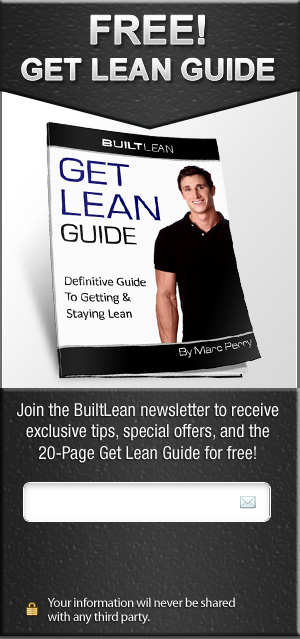 FREE!
GET LEAN GUIDE
BUILTLEAN
GET
LEAN
GUIDE
Definitive Guide
To Getting &
Staying Lean
By Marc Perry
Join the BuiltLean newsletter to receive
exclusive tips, special offers, and the
20-Page Get Lean Guide for free!
Your information wil never be shared
with any third party.